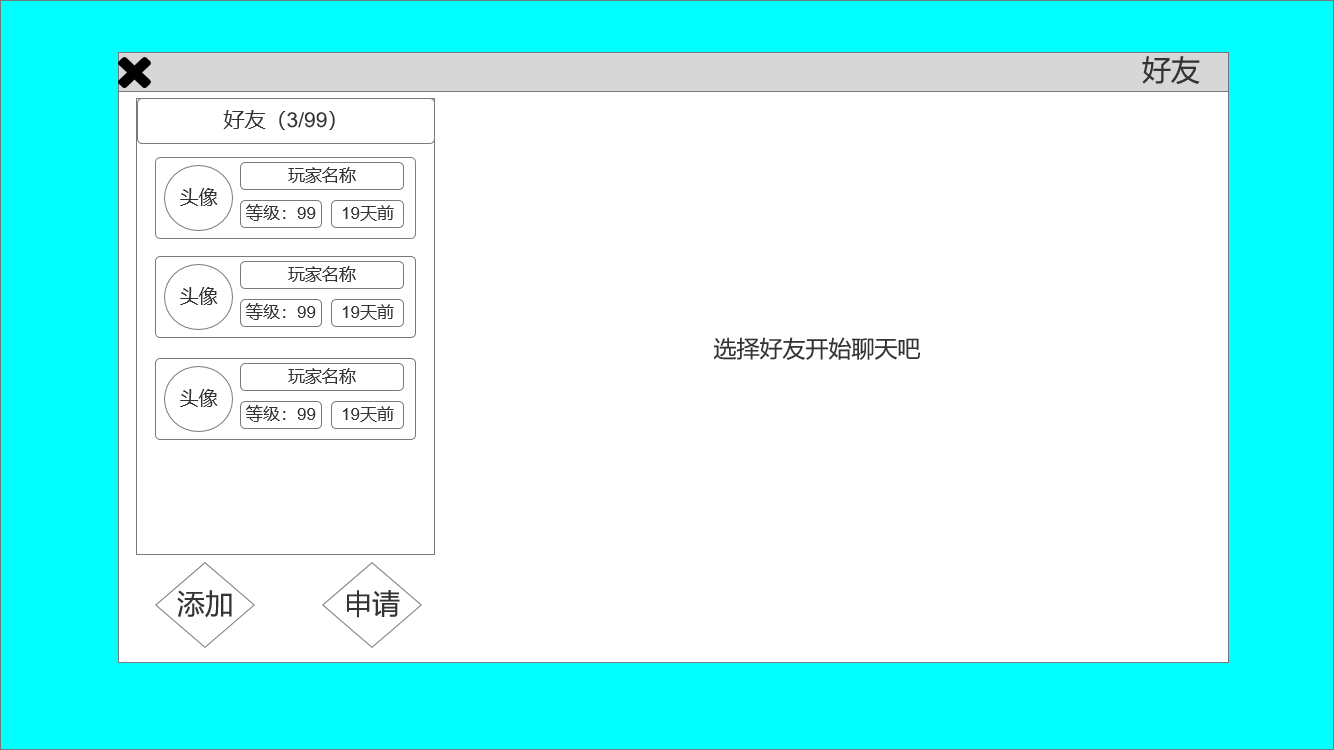 好友
好友（3/99）
头像
玩家名称
等级：99
19天前
头像
玩家名称
等级：99
19天前
头像
玩家名称
等级：99
19天前
选择好友开始聊天吧
添加
申请